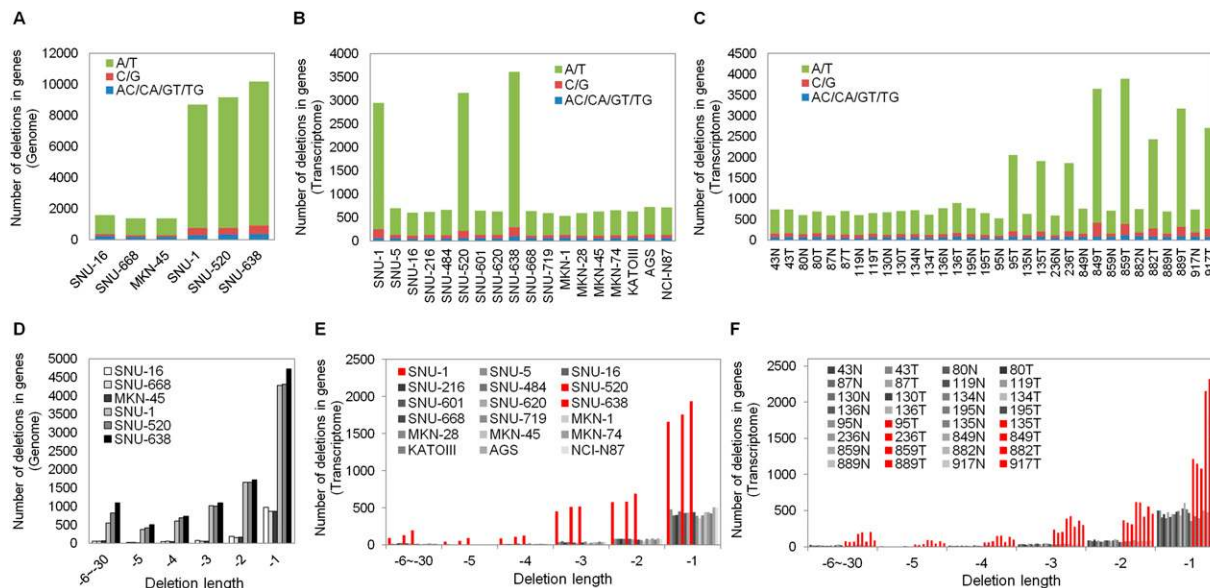 A
Number of deletions in genes
(Genome)
12000
10000
8000
6000
4000
2000
0
A/T
C/G
AC/CA/GT/TG
SNU-16
SNU-668
MKN-45
SNU-1
SNU-520
SNU-638
B
Number of deletions in genes
(Transcriptome)
4000
3500
3000
2500
2000
1500
1000
500
0
A/T
C/G
AC/CA/GT/TG
SNU-1
SNU-5
SNU-16
SNU-216
SNU-484
SNU-520
SNU-601
SNU-620
SNU-638
SNU-668
SNU-719
MKN-1
MKN-28
MKN-45
MKN-74
KATOIII
AGS
NCI-N87
C
Number of deletions in genes
(Transcriptome)
4500
4000
3500
3000
2500
2000
1500
1000
500
0
A/T
C/G
AC/CA/GT/TG
43N
43T
80N
80T
87N
87T
119N
119T
130N
130T
134N
134T
136N
136T
195N
195T
95N
95T
135N
135T
236N
236T
849N
849T
859N
859T
882N
882T
889N
889T
917N
917T
D
Number of deletions in genes
(Genome)
5000
4500
4000
3500
3000
2500
2000
1500
1000
500
0
SNU-16
SNU-668
MKN-45
SNU-1
SNU-520
SNU-638
-6~-30
-5
-4
-3
-2
-1
Deletion length
E
Number of deletions in genes
(Transcriptome)
2500
2000
1500
1000
500
0
SNU-1 SNU-5 SNU-16
SNU-216 SNU-484 SNU-520
SNU-601 SNU-620 SNU-638
SNU-668 SNU-719 MKN-1
MKN-28 MKN-45 MKN-74
KATOIII AGS NCI-N87
-6~-30
-5
-4
-3
-2
-1
Deletion length
F
Number of deletions in genes
(Transcriptome)
2500
2000
1500
1000
500
0
43N 43T 80N 80T
87N 87T 119N 119T
130N 130T 134N 134T
136N 136T 195N 195T
95N 95T 135N 135T
236N 236T 849N 849T
859N 859T 882N 882T
889N 889T 917N 917T
-6~-30
-5
-4
-3
-2
-1
Deletion length